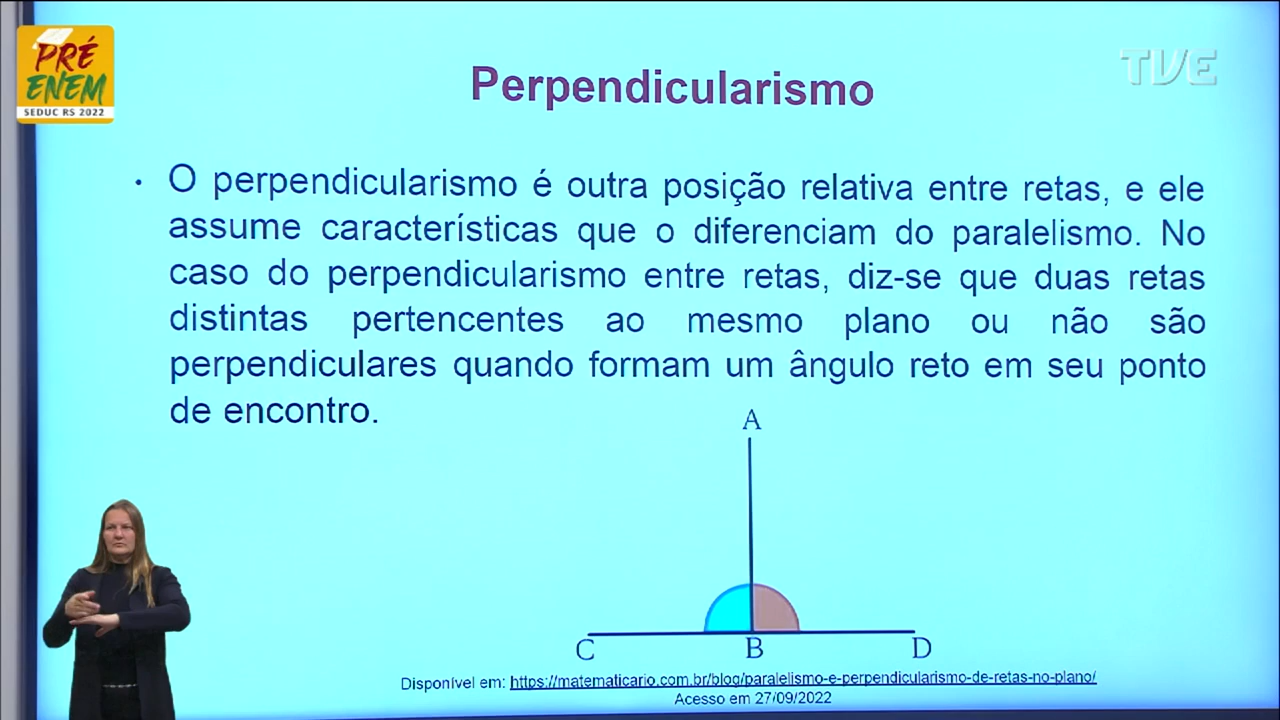 PRÉ
ENEM
SEDUC RS 2022
TVE
Perpendicularismo
• O perpendicularismo é outra posição relativa entre retas, e ele
assume características que o diferenciam do paralelismo. No
caso do perpendicularismo entre retas, diz-se que duas retas
distintas pertencentes ao mesmo plano ou não são
perpendiculares quando formam um ângulo reto em seu ponto
de encontro.
A
C B D
Disponível em: https://matematicario.com.br/blog/paralelismo-e-perpendicularismo-de-retas-no-plano/
Acesso em 27/09/2022